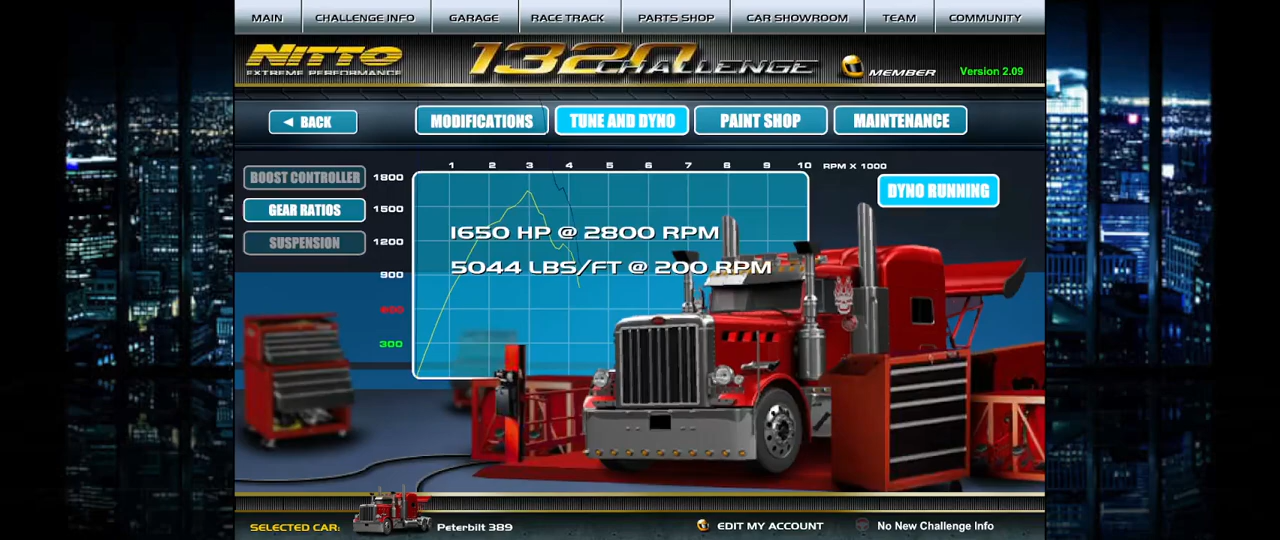 MAIN
CHALLENGE INFO
GARAGE
RACE TRACK
PARTS SHOP
CAR SHOWROOM
TEAM
COMMUNITY
NITTO
EXTREME PERFORMANCE
1320 CHALLENGE
MEMBER
Version 2.09
◄ BACK
MODIFICATIONS
TUNE AND DYNO
PAINT SHOP
MAINTENANCE
BOOST CONTROLLER
GEAR RATIOS
SUSPENSION
1 2 3 4 5 6 7 8 9 10 RPM X 1000
1800
1500
1200
900
600
300
1650 HP @ 2800 RPM
5044 LBS/FT @ 200 RPM
DYNO RUNNING
SELECTED CAR:
Peterbilt 389
EDIT MY ACCOUNT
No New Challenge Info